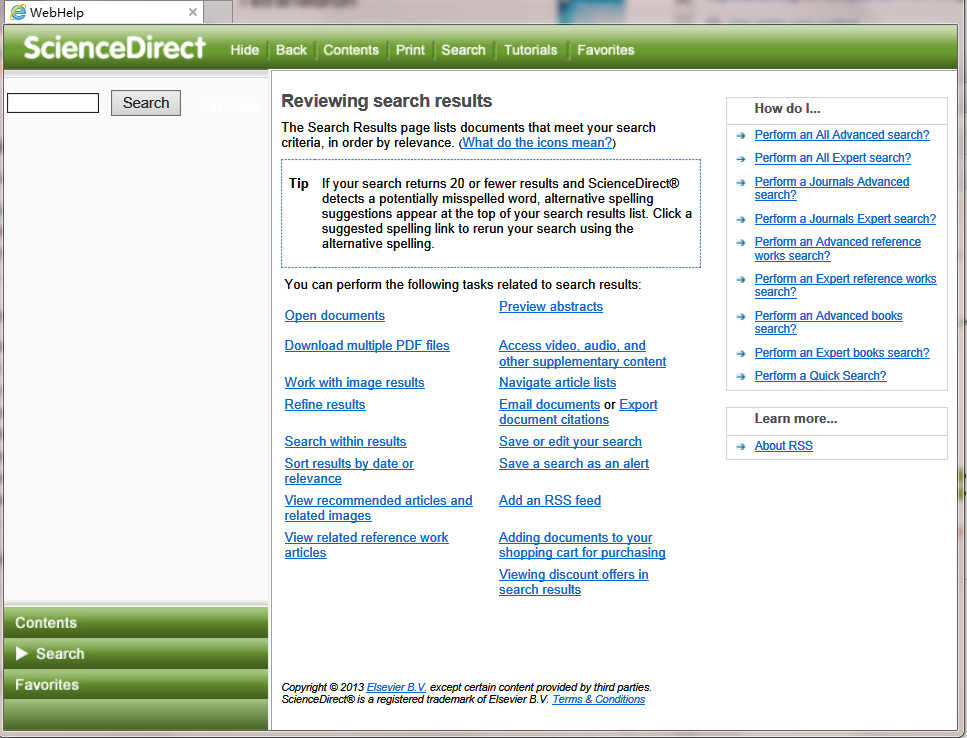 WebHelp
ScienceDirect
Hide Back Contents Print Search Tutorials Favorites
Search
Reviewing search results
The Search Results page lists documents that meet your search
criteria, in order by relevance. (What do the icons mean?)
Tip If your search returns 20 or fewer results and ScienceDirect®
detects a potentially misspelled word, alternative spelling
suggestions appear at the top of your search results list. Click a
suggested spelling link to rerun your search using the
alternative spelling.
You can perform the following tasks related to search results:
Open documents
Preview abstracts
Download multiple PDF files
Access video, audio, and
other supplementary content
Work with image results
Navigate article lists
Refine results
Email documents or Export
document citations
Search within results
Save or edit your search
Sort results by date or
relevance
Save a search as an alert
View recommended articles and
related images
Add an RSS feed
View related reference work
articles
Adding documents to your
shopping cart for purchasing
Viewing discount offers in
search results
How do I...
Perform an All Advanced search?
Perform an All Expert search?
Perform a Journals Advanced
search?
Perform a Journals Expert search?
Perform an Advanced reference
works search?
Perform an Expert reference works
search?
Perform an Advanced books
search?
Perform an Expert books search?
Perform a Quick Search?
Learn more...
About RSS
Contents
Search
Favorites
Copyright © 2013 Elsevier B.V. except certain content provided by third parties.
ScienceDirect® is a registered trademark of Elsevier B.V. Terms & Conditions